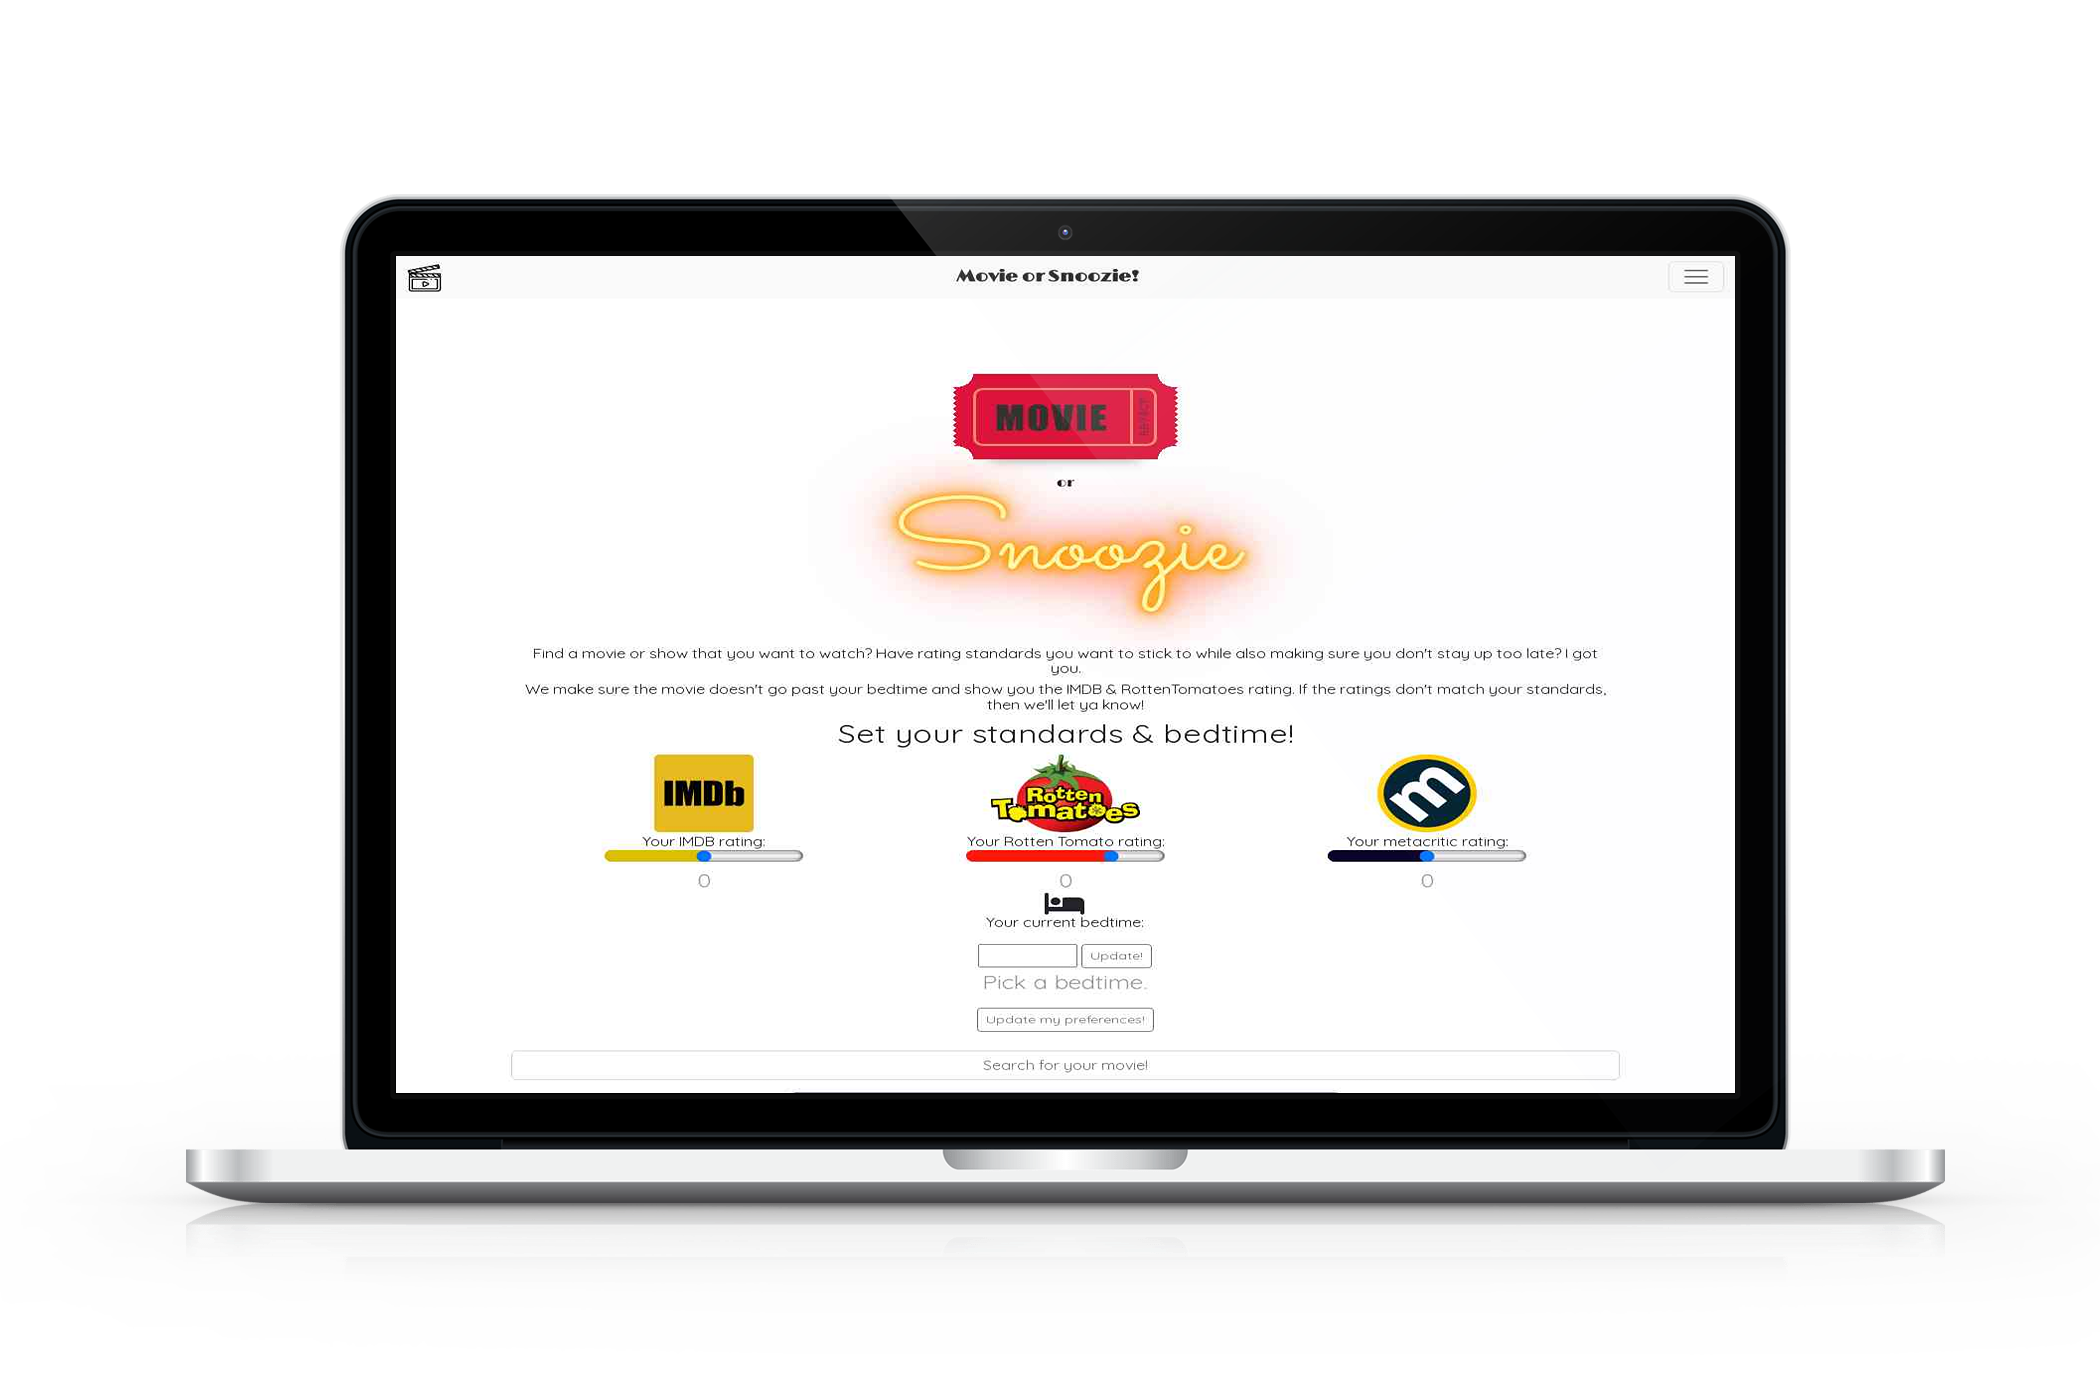 Movie or Snoozie!
MOVIE
or
Snoozie
Find a movie or show that you want to watch? Have rating standards you want to stick to while also making sure you don't stay up too late? I got
you.
We make sure the movie doesn't go past your bedtime and show you the IMDB & RottenTomatoes rating. If the ratings don't match your standards,
then we'll let ya know!
Set your standards & bedtime!
IMDb
Rotten
Tomatoes
m
Your IMDB rating:
Your Rotten Tomato rating:
Your metacritic rating:
0
0
0
Your current bedtime:
Update!
Pick a bedtime.
Update my preferences!
Search for your movie!